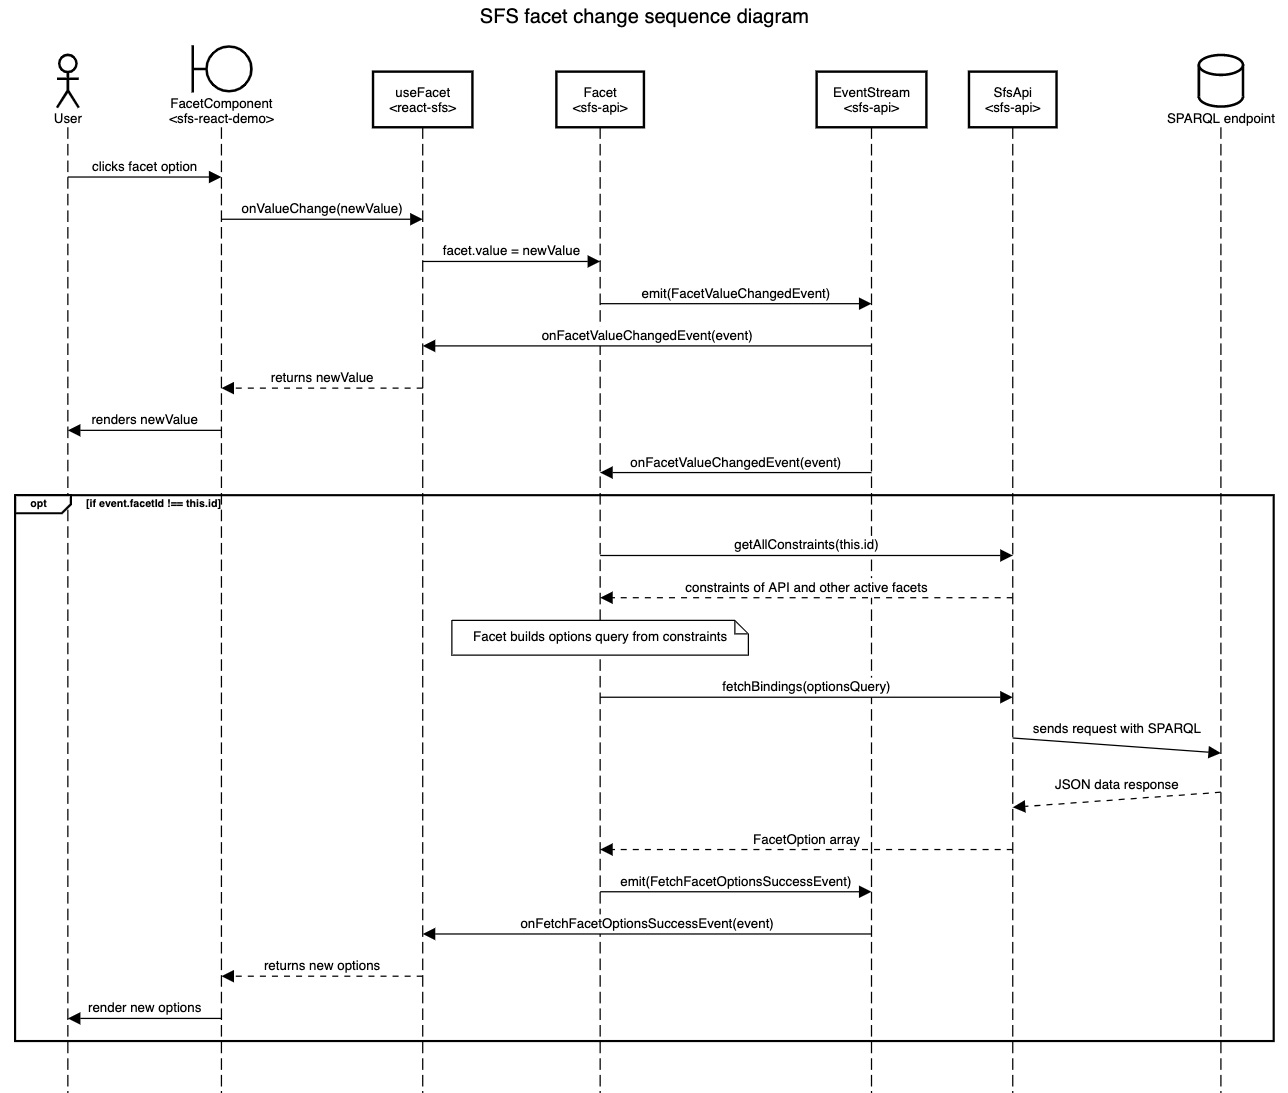 SFS facet change sequence diagram
User
FacetComponent
<sfs-react-demo>
useFacet
<react-sfs>
Facet
<sfs-api>
EventStream
<sfs-api>
SfsApi
<sfs-api>
SPARQL endpoint
clicks facet option
onValueChange(newValue)
facet.value = newValue
emit(FacetValueChangedEvent)
onFacetValueChangedEvent(event)
returns newValue
renders newValue
onFacetValueChangedEvent(event)
opt
[if event.facetId !== this.id]
getAllConstraints(this.id)
constraints of API and other active facets
Facet builds options query from constraints
fetchBindings(optionsQuery)
sends request with SPARQL
JSON data response
FacetOption array
emit(FetchFacetOptionsSuccessEvent)
onFetchFacetOptionsSuccessEvent(event)
returns new options
render new options